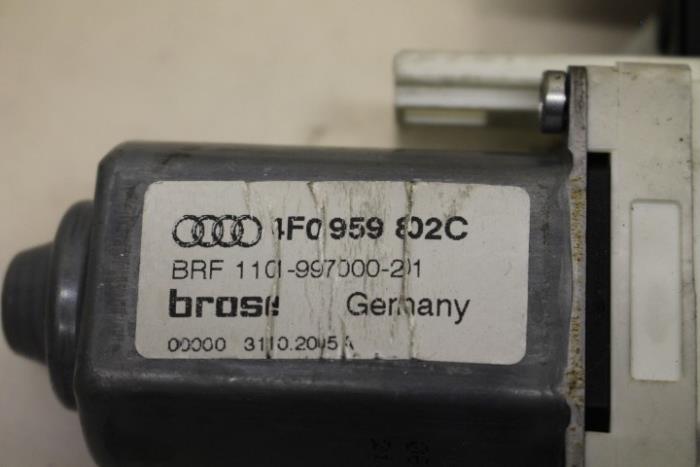 4F0 959 802C
BRF 1101-997000-201
brose Germany
00000 3110.2005 A